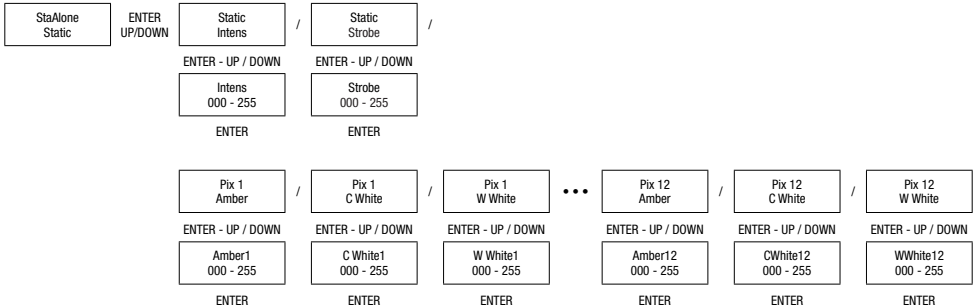 StaAlone
Static
ENTER
UP/DOWN
Static
Intens
/
Static
Strobe
/
ENTER - UP / DOWN
ENTER - UP / DOWN
Intens
000 - 255
Strobe
000 - 255
ENTER
ENTER
Pix 1
Amber
/
Pix 1
C White
/
Pix 1
W White
•••
Pix 12
Amber
/
Pix 12
C White
/
Pix 12
W White
ENTER - UP / DOWN
ENTER - UP / DOWN
ENTER - UP / DOWN
ENTER - UP / DOWN
ENTER - UP / DOWN
ENTER - UP / DOWN
Amber1
000 - 255
C White1
000 - 255
W White1
000 - 255
Amber12
000 - 255
CWhite12
000 - 255
WWhite12
000 - 255
ENTER
ENTER
ENTER
ENTER
ENTER
ENTER